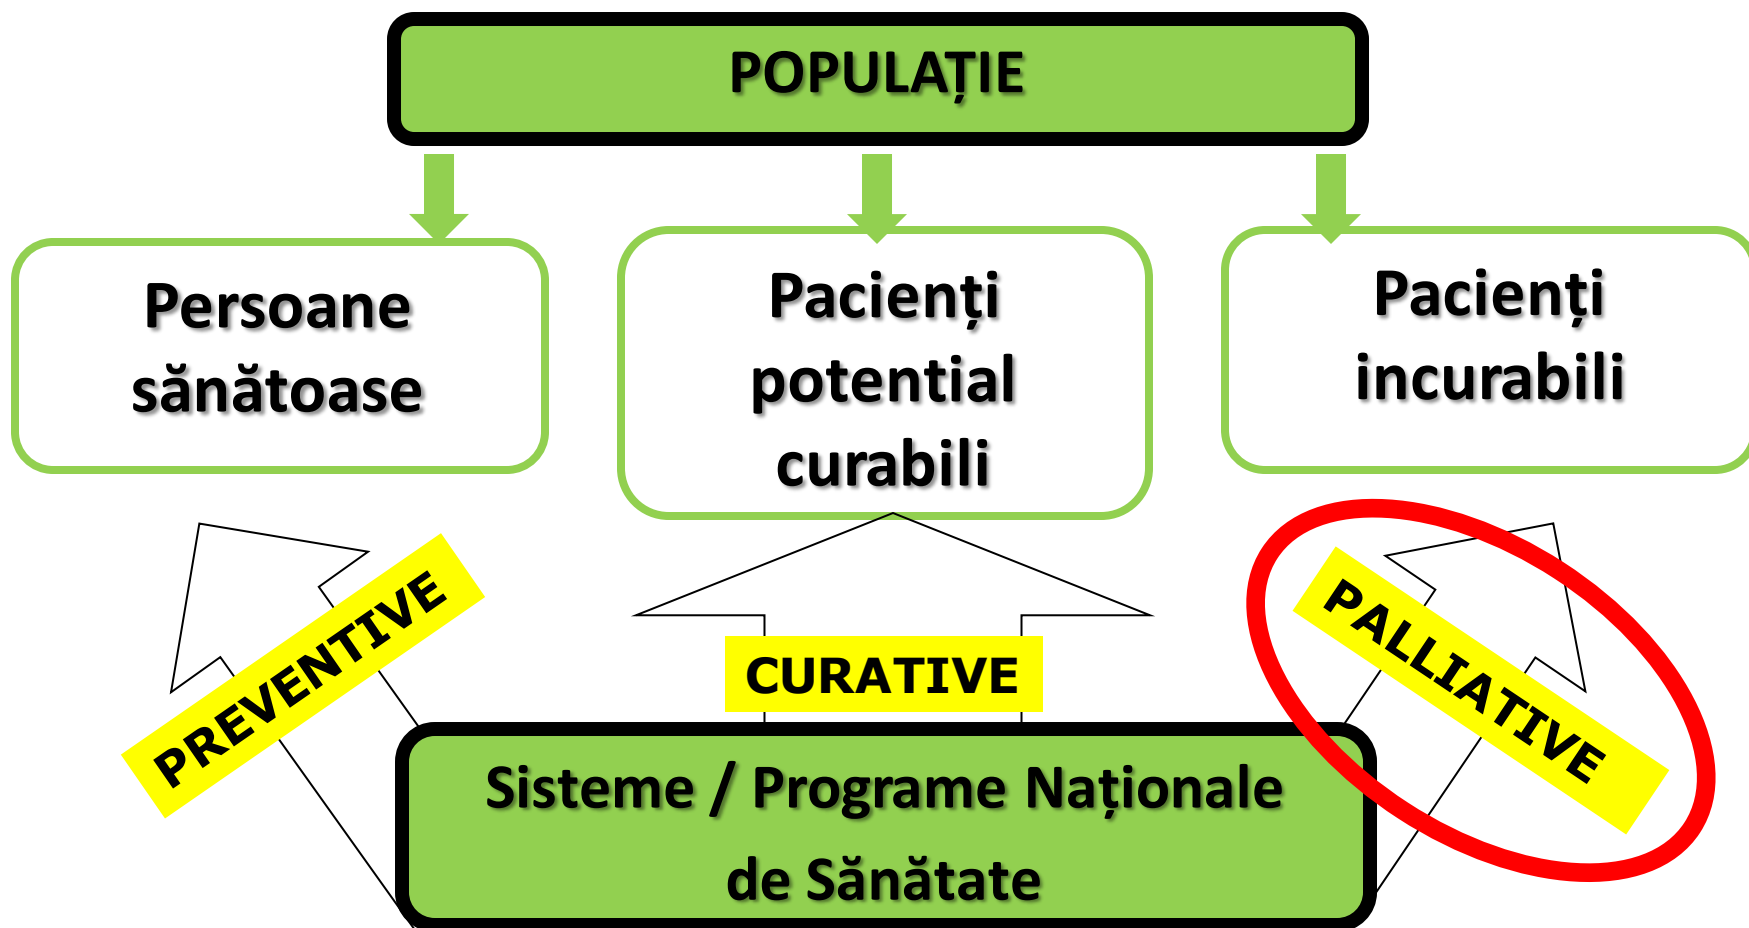 POPULAȚIE
Persoane
sănătoase
Pacienți
potential
curabili
Pacienți
incurabili
PREVENTIVE
CURATIVE
PALLIATIVE
Sisteme / Programe Naționale
de Sănătate